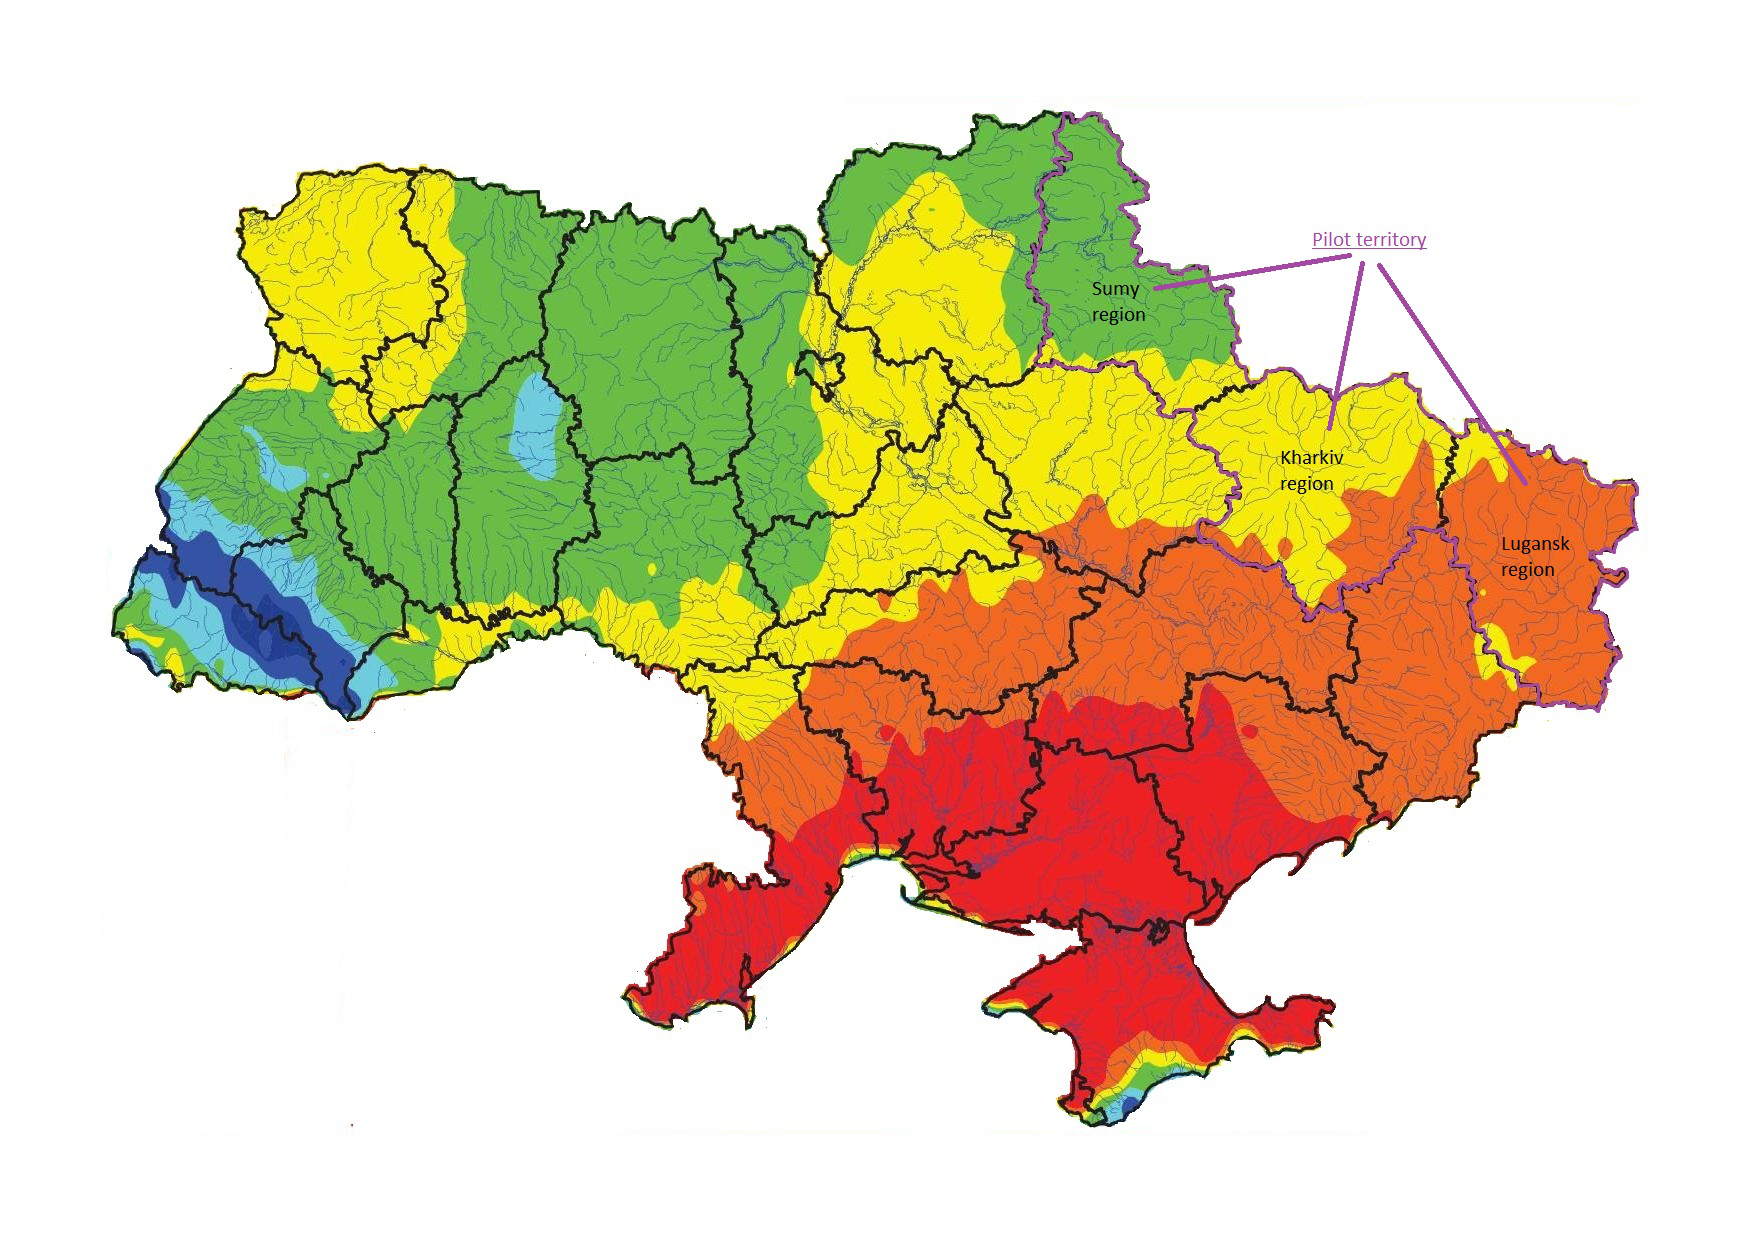 Pilot territory
Sumy
region
Kharkiv
region
Lugansk
region